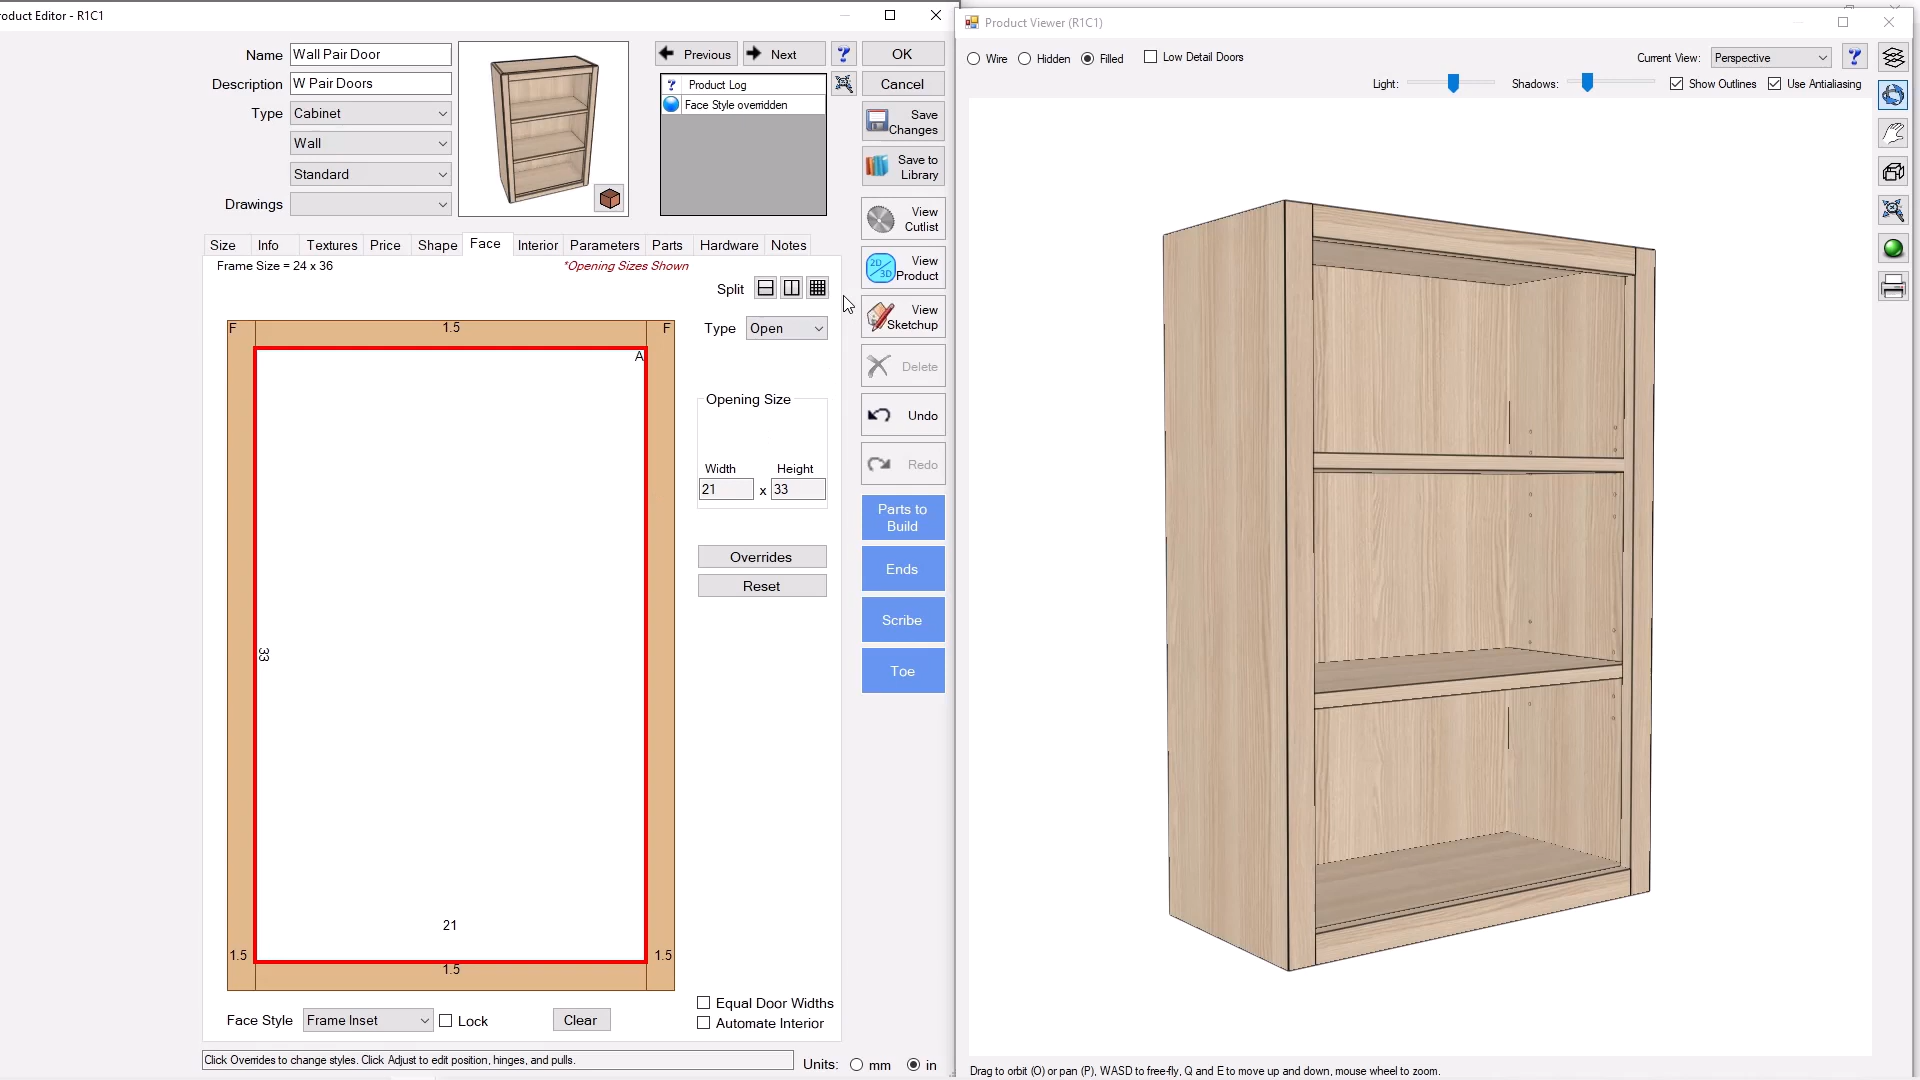 roduct Editor - R1C1
Name Wall Pair Door
Description W Pair Doors
Type Cabinet
Wall
Standard
Drawings
Previous Next ?
? Product Log
Face Style overridden
OK
Cancel
Save Changes
Save to Library
View Cutlist
2D/3D View Product
View Sketchup
Delete
Undo
Redo
Parts to Build
Ends
Scribe
Toe
Size Info Textures Price Shape Face Interior Parameters Parts Hardware Notes
Frame Size = 24 x 36 *Opening Sizes Shown
Split
Type Open
Opening Size
Width Height
21 x 33
Overrides
Reset
F 1.5 F
A
33
21
1.5 1.5
1.5
Equal Door Widths
Automate Interior
Face Style Frame Inset Lock Clear
Click Overrides to change styles. Click Adjust to edit position, hinges, and pulls.
Units: mm in
Product Viewer (R1C1)
Wire Hidden Filled Low Detail Doors
Current View: Perspective ?
Light: Shadows: Show Outlines Use Antialiasing
Drag to orbit (O) or pan (P), WASD to free-fly, Q and E to move up and down, mouse wheel to zoom.